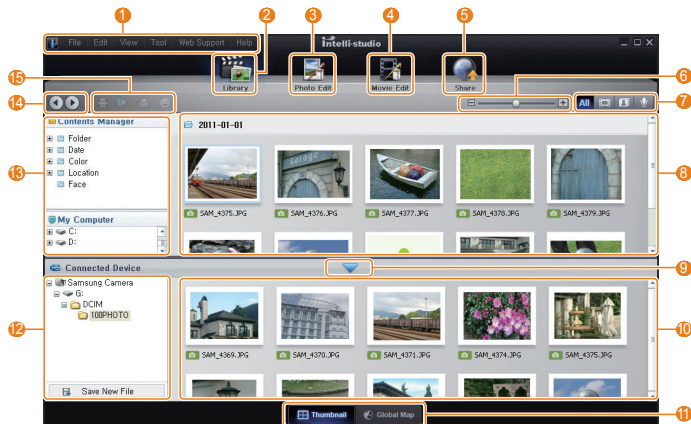 1
2
3
4
5
File Edit View Tool Web Support Help
intelli-studio
Library
Photo Edit
Movie Edit
Share
15
6
14
All
7
Contents Manager
2011-01-01
Folder
Date
Color
Location
Face
13
8
SAM_4375.JPG
SAM_4376.JPG
SAM_4377.JPG
SAM_4378.JPG
SAM_4379.JPG
My Computer
C:
D:
Connected Device
9
Samsung Camera
G:
DCIM
100PHOTO
12
10
SAM_4369.JPG
SAM_4370.JPG
SAM_4371.JPG
SAM_4374.JPG
SAM_4375.JPG
Save New File
Thumbnail
Global Map
11